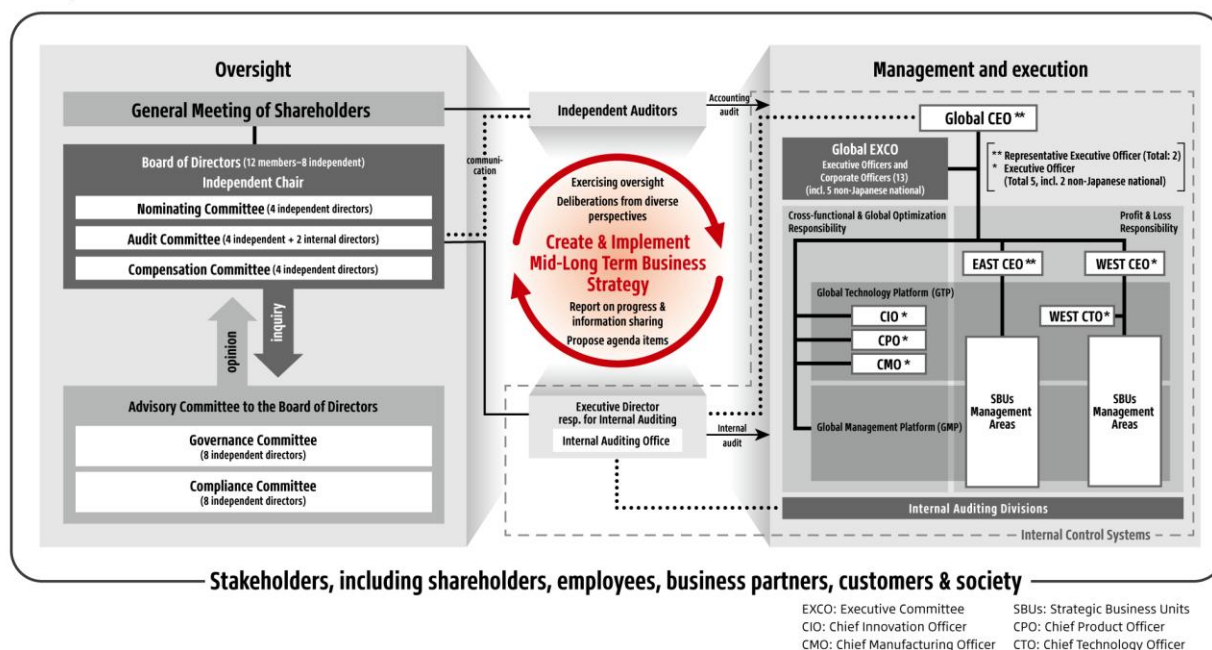 Oversight
General Meeting of Shareholders
Board of Directors (12 members–8 independent)
Independent Chair
Nominating Committee (4 independent directors)
Audit Committee (4 independent + 2 internal directors)
Compensation Committee (4 independent directors)
opinion
inquiry
Advisory Committee to the Board of Directors
Governance Committee
(8 independent directors)
Compliance Committee
(8 independent directors)
communi-
cation
Independent Auditors
Accounting
audit
Exercising oversight
Deliberations from diverse
perspectives
Create & Implement
Mid-Long Term Business
Strategy
Report on progress &
information sharing
Propose agenda items
Executive Director
resp. for Internal Auditing
Internal Auditing Office
Internal
audit
Management and execution
Global CEO **
Global EXCO
Executive Officers and
Corporate Officers (13)
(incl. 5 non-Japanese national)
** Representative Executive Officer (Total: 2)
* Executive Officer
(Total 5, incl. 2 non-Japanese national)
Cross-functional & Global Optimization
Responsibility
Profit & Loss
Responsibility
EAST CEO **
WEST CEO *
Global Technology Platform (GTP)
CIO *
CPO *
CMO *
WEST CTO *
Global Management Platform (GMP)
SBUs
Management
Areas
SBUs
Management
Areas
Internal Auditing Divisions
Internal Control Systems
Stakeholders, including shareholders, employees, business partners, customers & society
EXCO: Executive Committee
SBUs: Strategic Business Units
CIO: Chief Innovation Officer
CPO: Chief Product Officer
CMO: Chief Manufacturing Officer
CTO: Chief Technology Officer